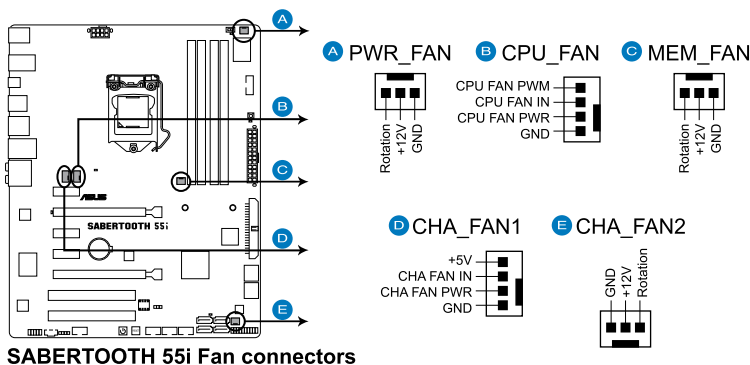 A
B
C
D
E
ASUS
SABERTOOTH 55i
A PWR_FAN
Rotation
+12V
GND
B CPU_FAN
CPU FAN PWM
CPU FAN IN
CPU FAN PWR
GND
C MEM_FAN
Rotation
+12V
GND
D CHA_FAN1
+5V
CHA FAN IN
CHA FAN PWR
GND
E CHA_FAN2
GND
+12V
Rotation
SABERTOOTH 55i Fan connectors